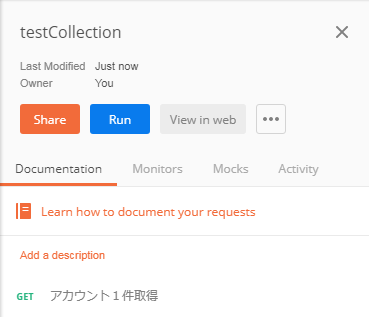 testCollection
Last Modified Just now
Owner You
Share Run View in web
Documentation Monitors Mocks Activity
Learn how to document your requests
Add a description
GET アカウント１件取得